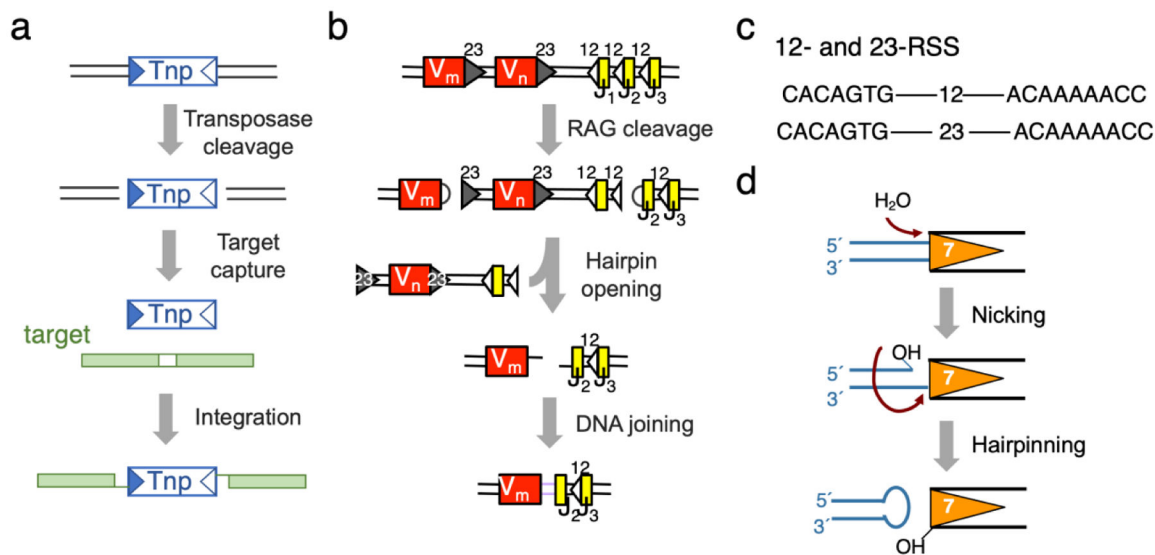 a
Tnp
Transposase
cleavage
Tnp
Target
capture
Tnp
target
Integration
Tnp
b
23 23 12 12 12
Vm Vn J1 J2 J3
RAG cleavage
23 23 12 12
Vm Vn J2 J3
23 Vn 23
Hairpin
opening
12
Vm J2 J3
DNA joining
12
Vm J2 J3
c
12- and 23-RSS
CACAGTG — 12 — ACAAAAACC
CACAGTG — 23 — ACAAAAACC
d
H₂O
5´
3´
7
Nicking
OH
5´
3´
7
Hairpinning
5´
3´
7
OH